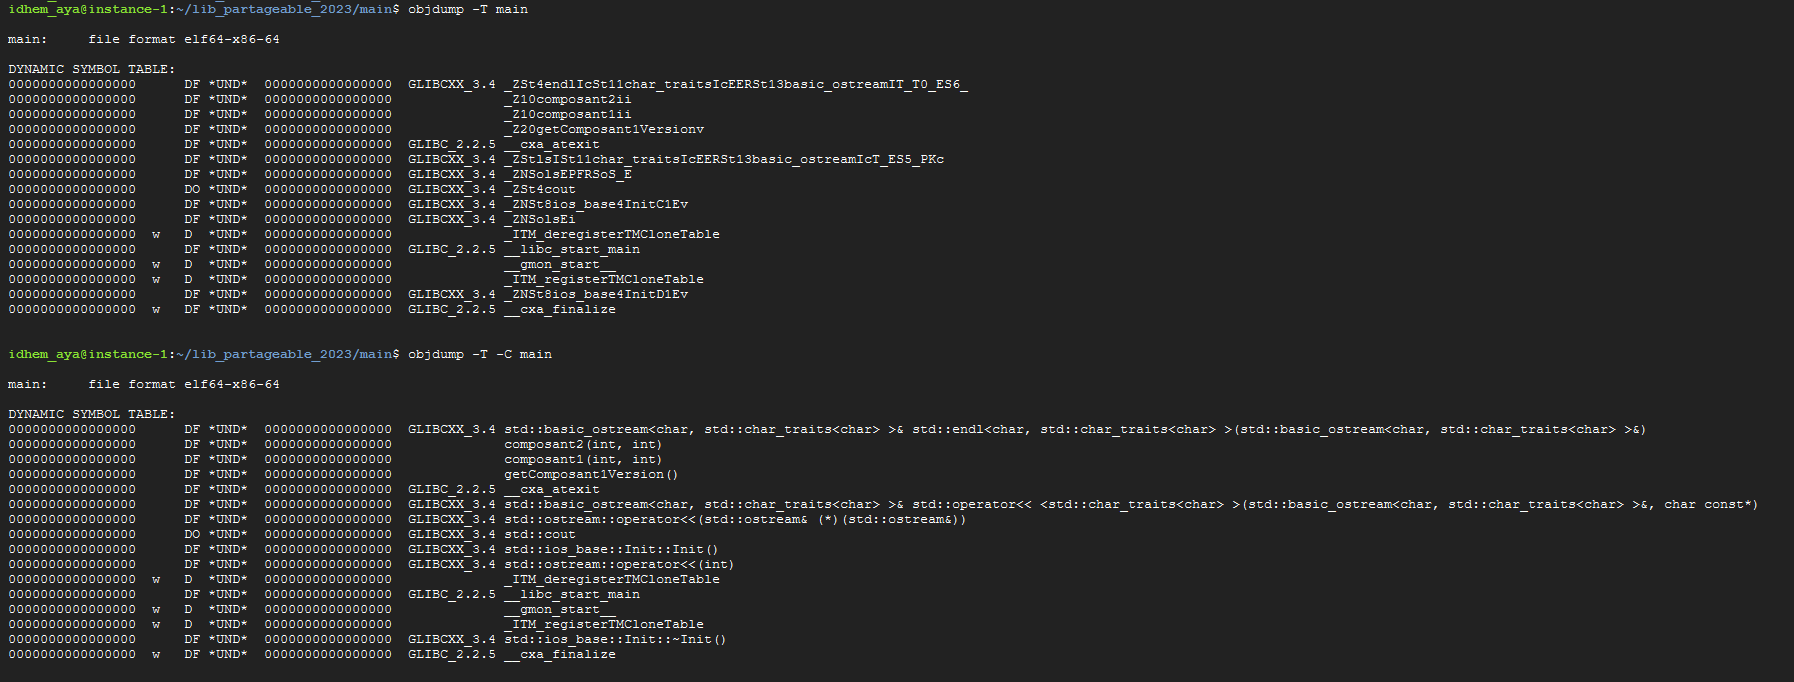 idhem_aya@instance-1:~/lib_partageable_2023/main$ objdump -T main
main:     file format elf64-x86-64
DYNAMIC SYMBOL TABLE:
0000000000000000      DF *UND*  0000000000000000  GLIBCXX_3.4 _ZSt4endlIcSt11char_traitsIcEERSt13basic_ostreamIT_T0_ES6_
0000000000000000      DF *UND*  0000000000000000              _Z10composant2ii
0000000000000000      DF *UND*  0000000000000000              _Z10composant1ii
0000000000000000      DF *UND*  0000000000000000              _Z20getComposant1Versionv
0000000000000000      DF *UND*  0000000000000000  GLIBC_2.2.5 __cxa_atexit
0000000000000000      DF *UND*  0000000000000000  GLIBCXX_3.4 _ZStlsISt11char_traitsIcEERSt13basic_ostreamIcT_ES5_PKc
0000000000000000      DF *UND*  0000000000000000  GLIBCXX_3.4 _ZNSolsEPFRSoS_E
0000000000000000      DO *UND*  0000000000000000  GLIBCXX_3.4 _ZSt4cout
0000000000000000      DF *UND*  0000000000000000  GLIBCXX_3.4 _ZNSt8ios_base4InitC1Ev
0000000000000000      DF *UND*  0000000000000000  GLIBCXX_3.4 _ZNSolsEi
0000000000000000  w   D  *UND*  0000000000000000              _ITM_deregisterTMCloneTable
0000000000000000      DF *UND*  0000000000000000  GLIBC_2.2.5 __libc_start_main
0000000000000000  w   D  *UND*  0000000000000000              __gmon_start__
0000000000000000  w   D  *UND*  0000000000000000              _ITM_registerTMCloneTable
0000000000000000      DF *UND*  0000000000000000  GLIBCXX_3.4 _ZNSt8ios_base4InitD1Ev
0000000000000000  w   DF *UND*  0000000000000000  GLIBC_2.2.5 __cxa_finalize
idhem_aya@instance-1:~/lib_partageable_2023/main$ objdump -T -C main
main:     file format elf64-x86-64
DYNAMIC SYMBOL TABLE:
0000000000000000      DF *UND*  0000000000000000  GLIBCXX_3.4 std::basic_ostream<char, std::char_traits<char> >& std::endl<char, std::char_traits<char> >(std::basic_ostream<char, std::char_traits<char> >&)
0000000000000000      DF *UND*  0000000000000000              composant2(int, int)
0000000000000000      DF *UND*  0000000000000000              composant1(int, int)
0000000000000000      DF *UND*  0000000000000000              getComposant1Version()
0000000000000000      DF *UND*  0000000000000000  GLIBC_2.2.5 __cxa_atexit
0000000000000000      DF *UND*  0000000000000000  GLIBCXX_3.4 std::basic_ostream<char, std::char_traits<char> >& std::operator<< <std::char_traits<char> >(std::basic_ostream<char, std::char_traits<char> >&, char const*)
0000000000000000      DF *UND*  0000000000000000  GLIBCXX_3.4 std::ostream::operator<<(std::ostream& (*)(std::ostream&))
0000000000000000      DO *UND*  0000000000000000  GLIBCXX_3.4 std::cout
0000000000000000      DF *UND*  0000000000000000  GLIBCXX_3.4 std::ios_base::Init::Init()
0000000000000000      DF *UND*  0000000000000000  GLIBCXX_3.4 std::ostream::operator<<(int)
0000000000000000  w   D  *UND*  0000000000000000              _ITM_deregisterTMCloneTable
0000000000000000      DF *UND*  0000000000000000  GLIBC_2.2.5 __libc_start_main
0000000000000000  w   D  *UND*  0000000000000000              __gmon_start__
0000000000000000  w   D  *UND*  0000000000000000              _ITM_registerTMCloneTable
0000000000000000      DF *UND*  0000000000000000  GLIBCXX_3.4 std::ios_base::Init::~Init()
0000000000000000  w   DF *UND*  0000000000000000  GLIBC_2.2.5 __cxa_finalize